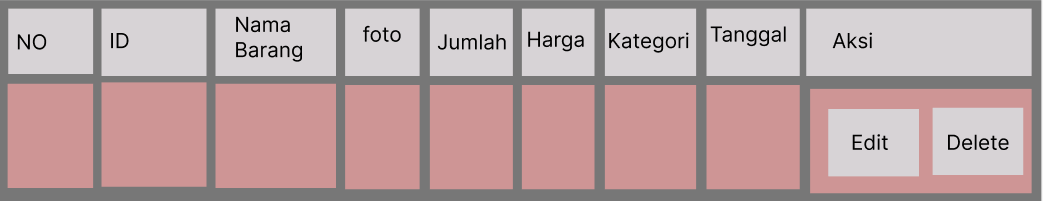 NO
ID
Nama
Barang
foto
Jumlah
Harga
Kategori
Tanggal
Aksi
Edit
Delete